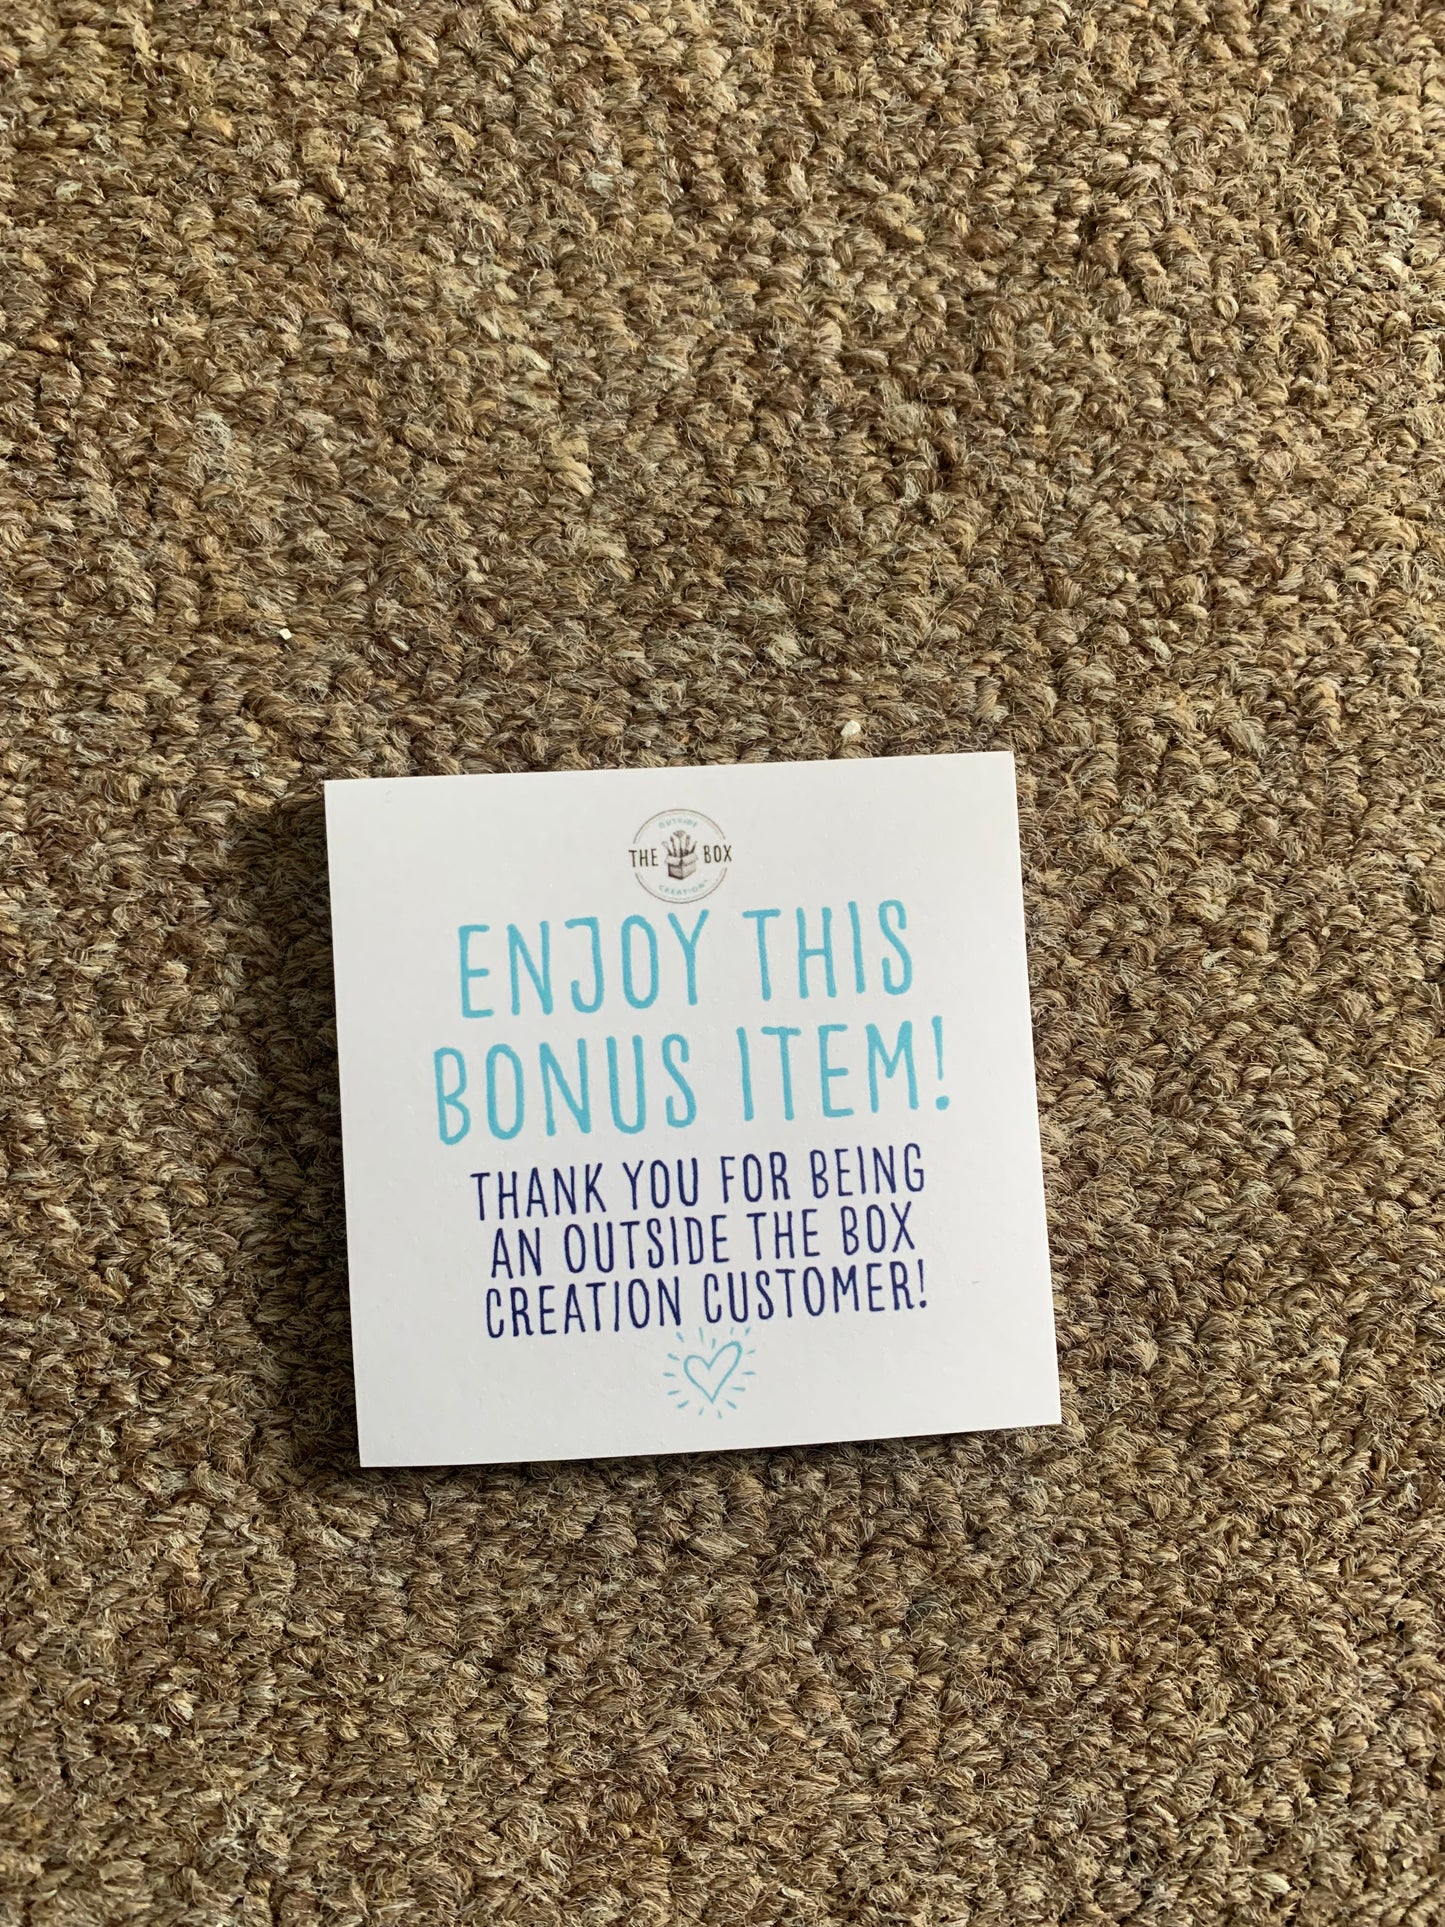 OUTSIDE
THE BOX
CREATION
ENJOY THIS
BONUS ITEM!
THANK YOU FOR BEING
AN OUTSIDE THE BOX
CREATION CUSTOMER!